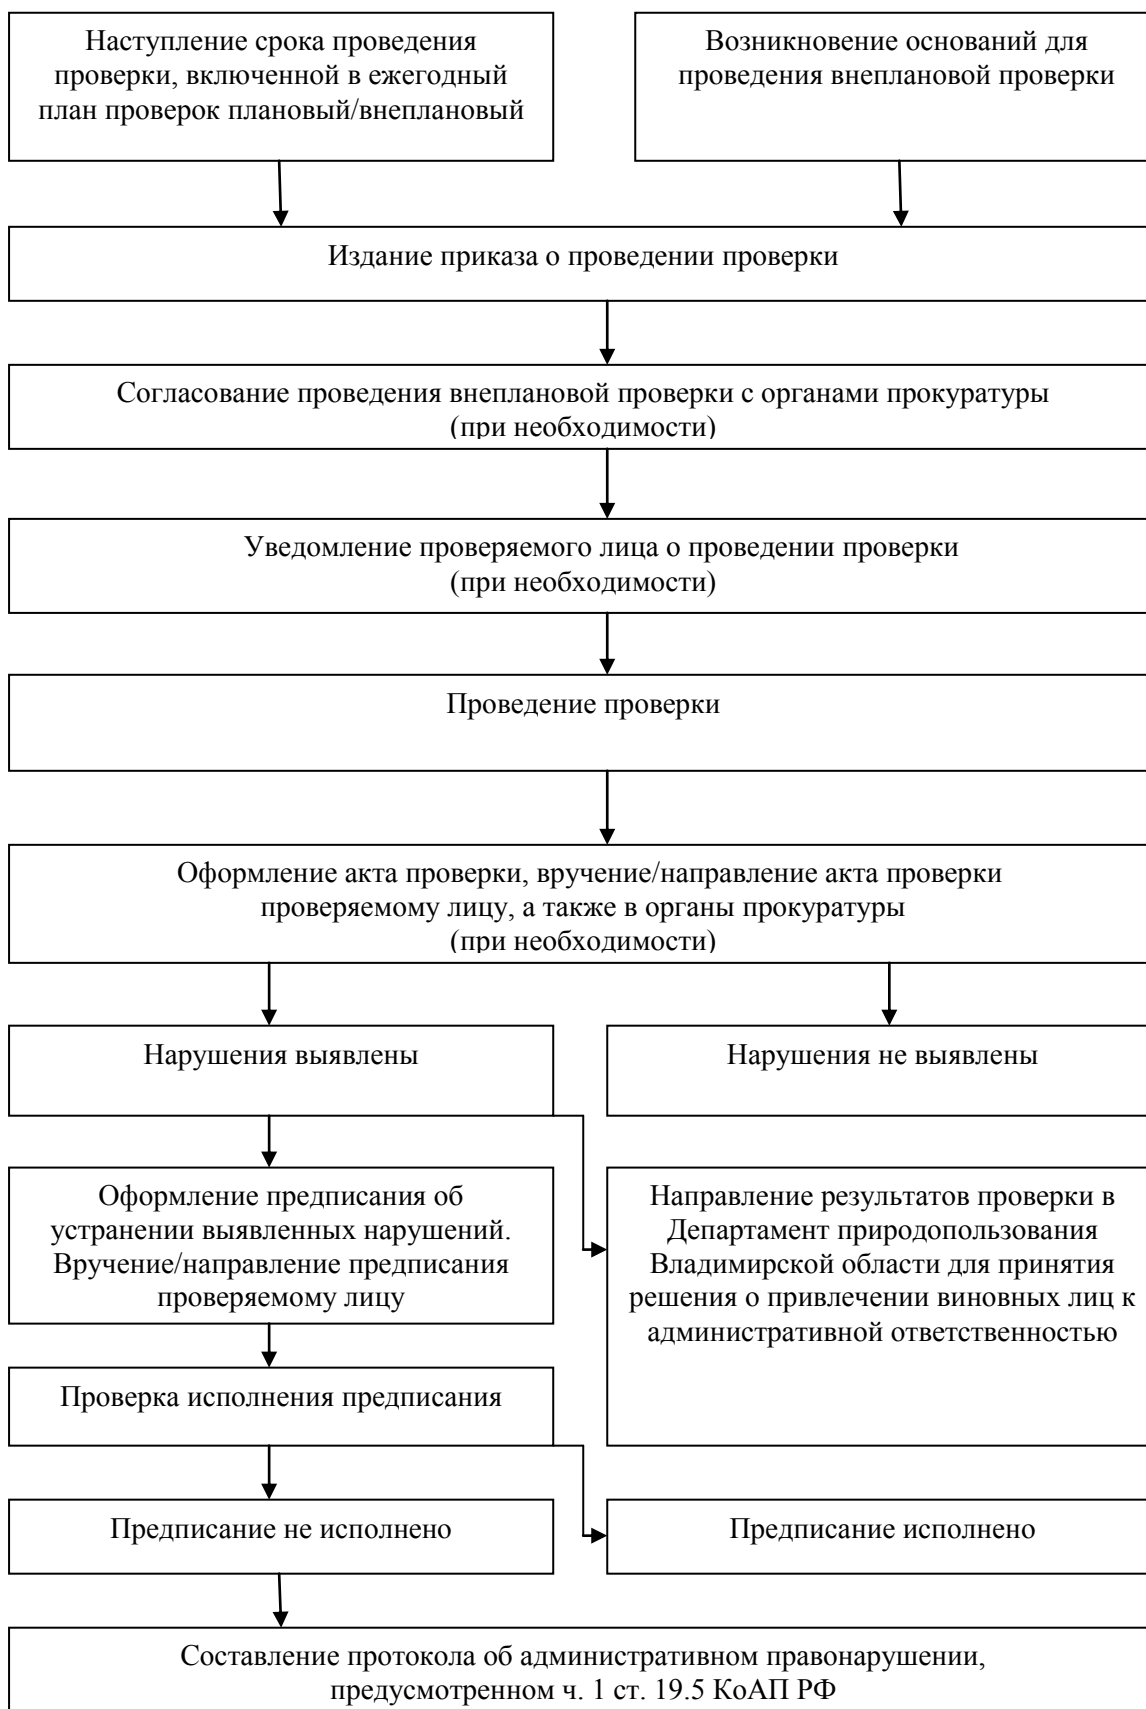 Наступление срока проведения
проверки, включенной в ежегодный
план проверок плановый/внеплановый
Возникновение оснований для
проведения внеплановой проверки
Издание приказа о проведении проверки
Согласование проведения внеплановой проверки с органами прокуратуры
(при необходимости)
Уведомление проверяемого лица о проведении проверки
(при необходимости)
Проведение проверки
Оформление акта проверки, вручение/направление акта проверки
проверяемому лицу, а также в органы прокуратуры
(при необходимости)
Нарушения выявлены
Нарушения не выявлены
Оформление предписания об
устранении выявленных нарушений.
Вручение/направление предписания
проверяемому лицу
Направление результатов проверки в
Департамент природопользования
Владимирской области для принятия
решения о привлечении виновных лиц к
административной ответственностью
Проверка исполнения предписания
Предписание не исполнено
Предписание исполнено
Составление протокола об административном правонарушении,
предусмотренном ч. 1 ст. 19.5 КоАП РФ